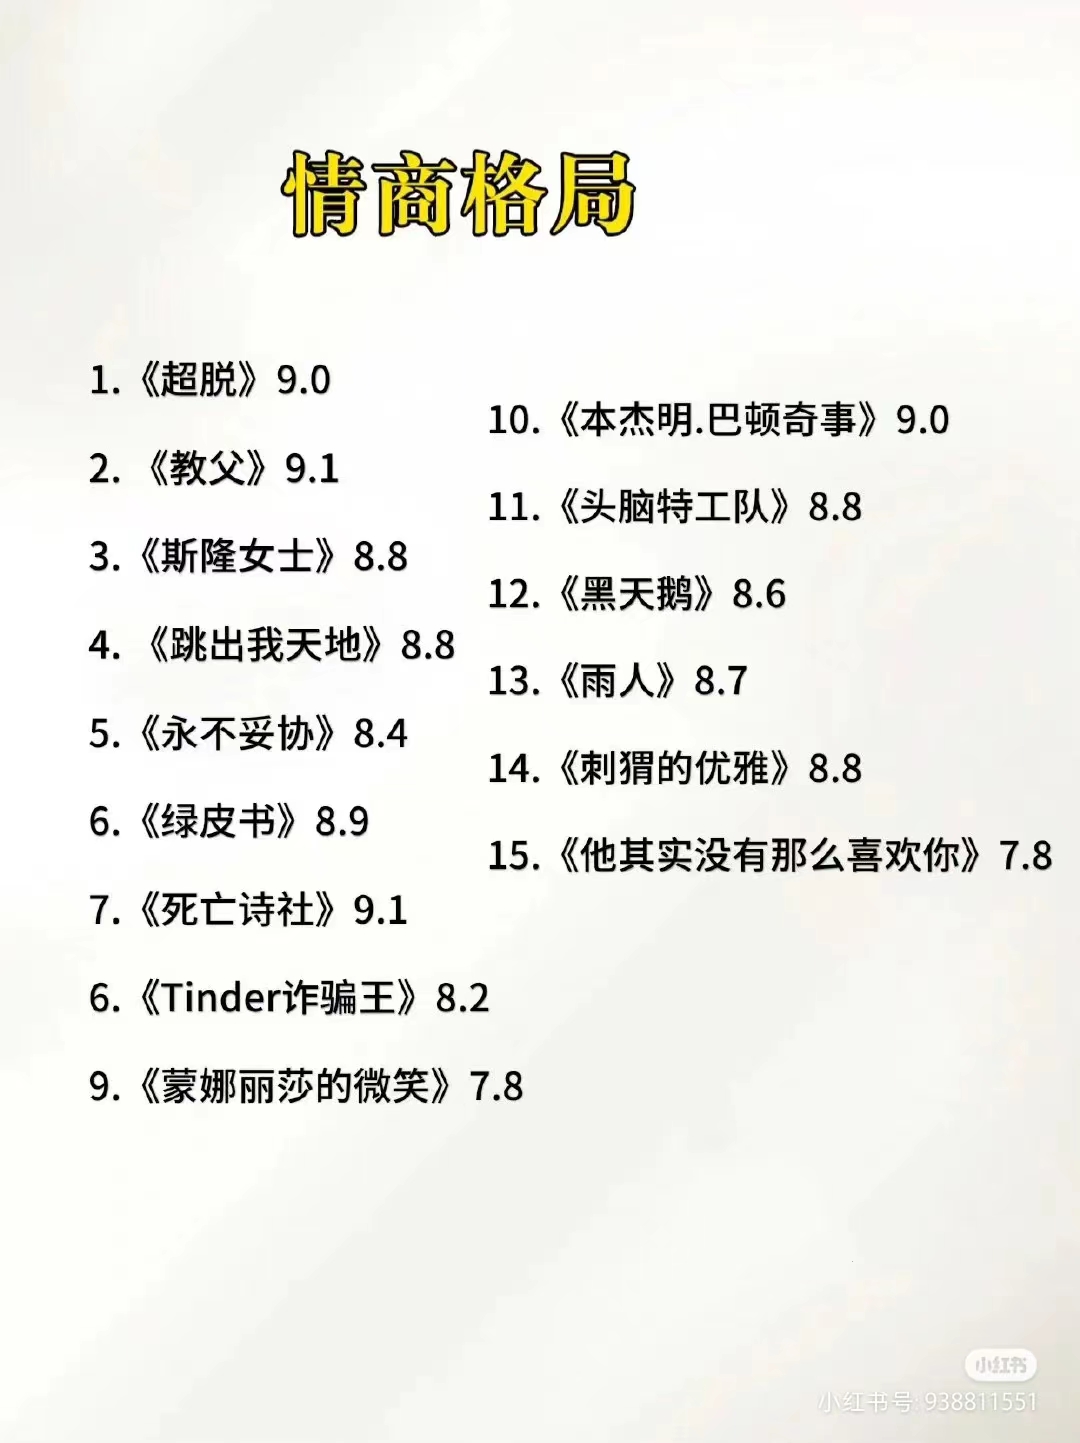 情商格局
1.《超脱》9.0
2. 《教父》9.1
3.《斯隆女士》8.8
4. 《跳出我天地》8.8
5.《永不妥协》8.4
6.《绿皮书》8.9
7.《死亡诗社》9.1
6.《Tinder诈骗王》8.2
9.《蒙娜丽莎的微笑》7.8
10.《本杰明.巴顿奇事》9.0
11.《头脑特工队》8.8
12.《黑天鹅》8.6
13.《雨人》8.7
14.《刺猬的优雅》8.8
15.《他其实没有那么喜欢你》7.8
小红书
小红书号: 938811551